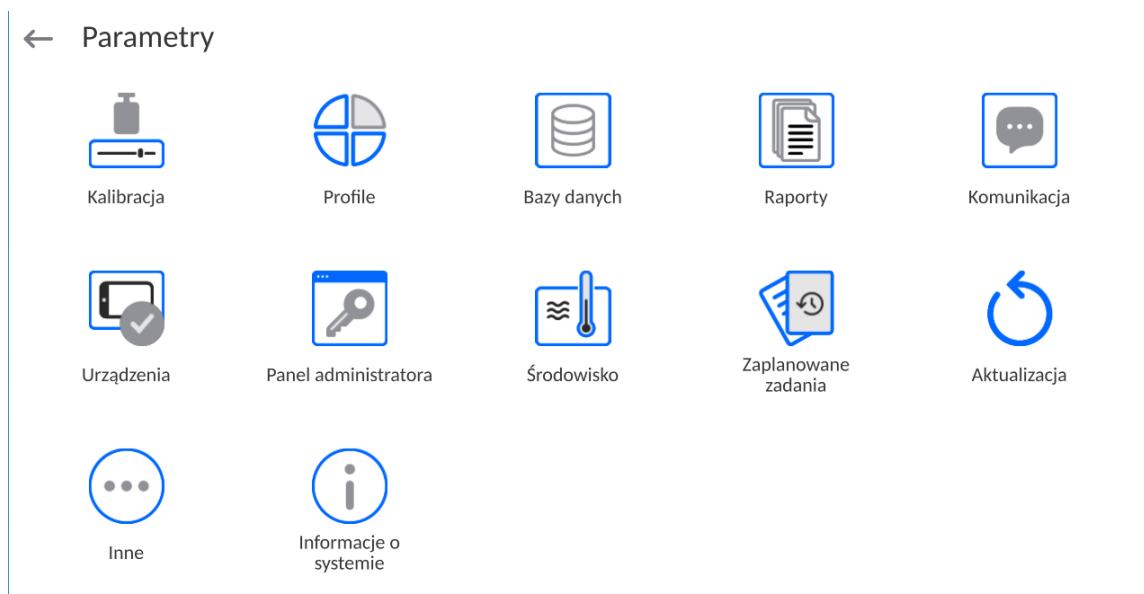 Parametry
Kalibracja
Profile
Bazy danych
Raporty
Komunikacja
Urządzenia
Panel administratora
Środowisko
Zaplanowane
zadania
Aktualizacja
Inne
Informacje o
systemie